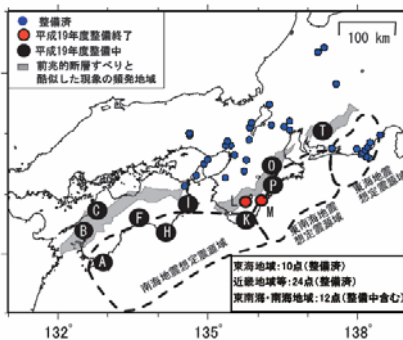 整備済
平成19年度整備終了
平成19年度整備中
前兆的断層すべりと
酷似した現象の頻発地域
100 km
T
O
P
L
M
K
I
C
F
H
B
A
東海地震
想定震源域
東南海地震
想定震源域
南海地震想定震源域
東海地域:10点(整備済)
近畿地域等:24点(整備済)
東南海・南海地域:12点(整備中含む)
132°
135°
138°